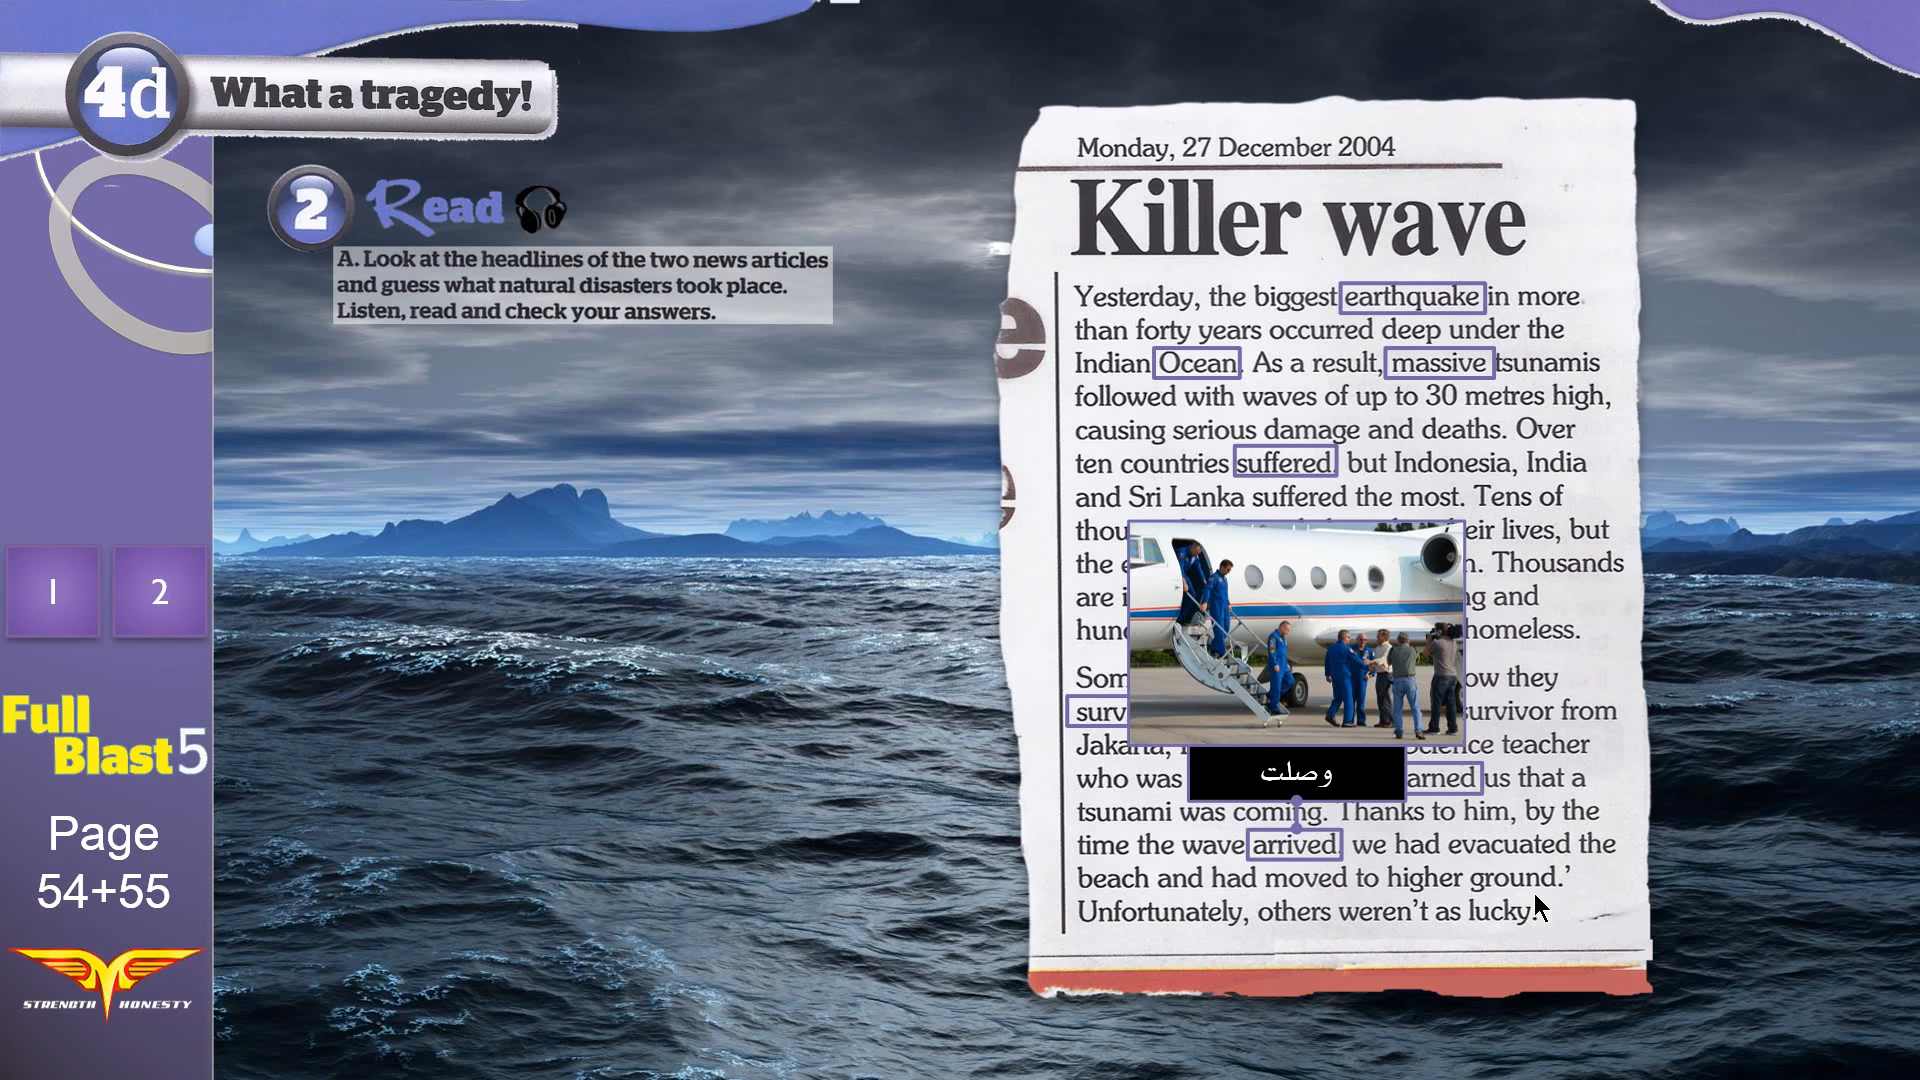 4d What a tragedy!
2 Read
A. Look at the headlines of the two news articles
and guess what natural disasters took place.
Listen, read and check your answers.
1 2
Full
Blast 5
Page
54+55
STRENGTH HONESTY
Monday, 27 December 2004
Killer wave
Yesterday, the biggest earthquake in more
than forty years occurred deep under the
Indian Ocean. As a result, massive tsunamis
followed with waves of up to 30 metres high,
causing serious damage and deaths. Over
ten countries suffered, but Indonesia, India
and Sri Lanka suffered the most. Tens of
eir lives, but
the n. Thousands
are and
homeless.
ow they
survivor from
Jakarta, teacher
who was us that a
وصلت
tsunami was coming. Thanks to him, by the
time the wave arrived, we had evacuated the
beach and had moved to higher ground.’
Unfortunately, others weren’t as lucky.